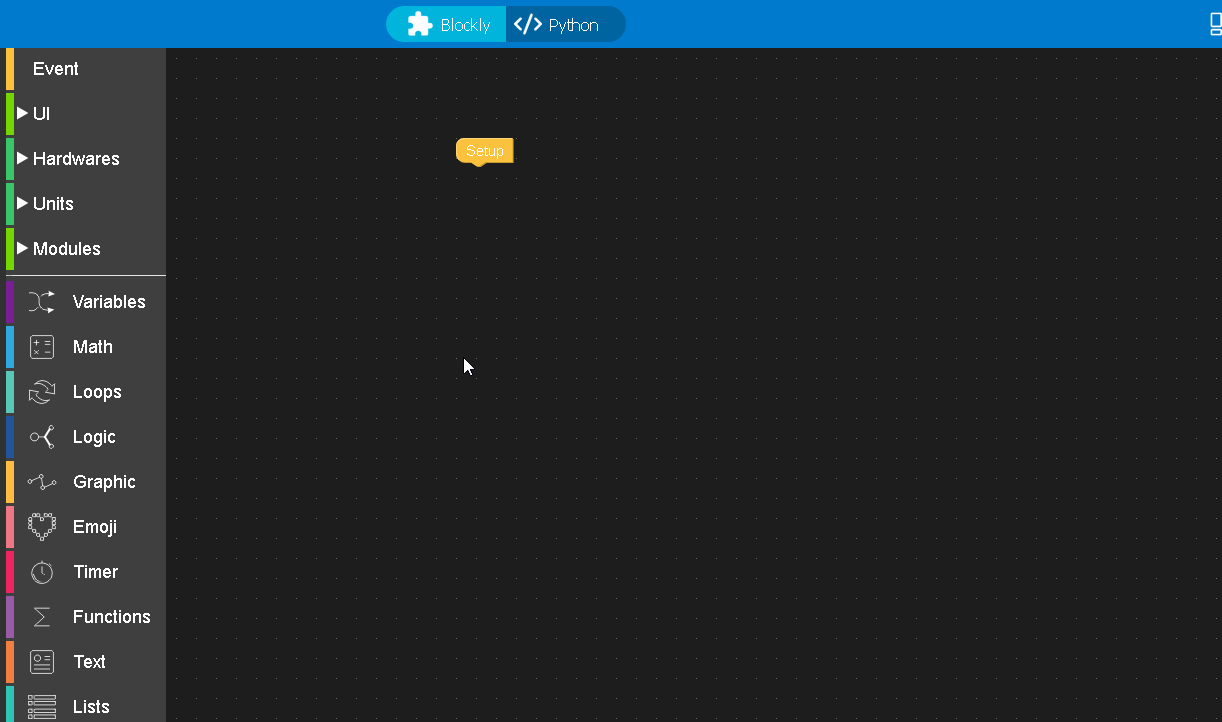 Blockly
Python
Event
UI
Setup
Hardwares
Units
Modules
Variables
Math
Loops
Logic
Graphic
Emoji
Timer
Functions
Text
Lists